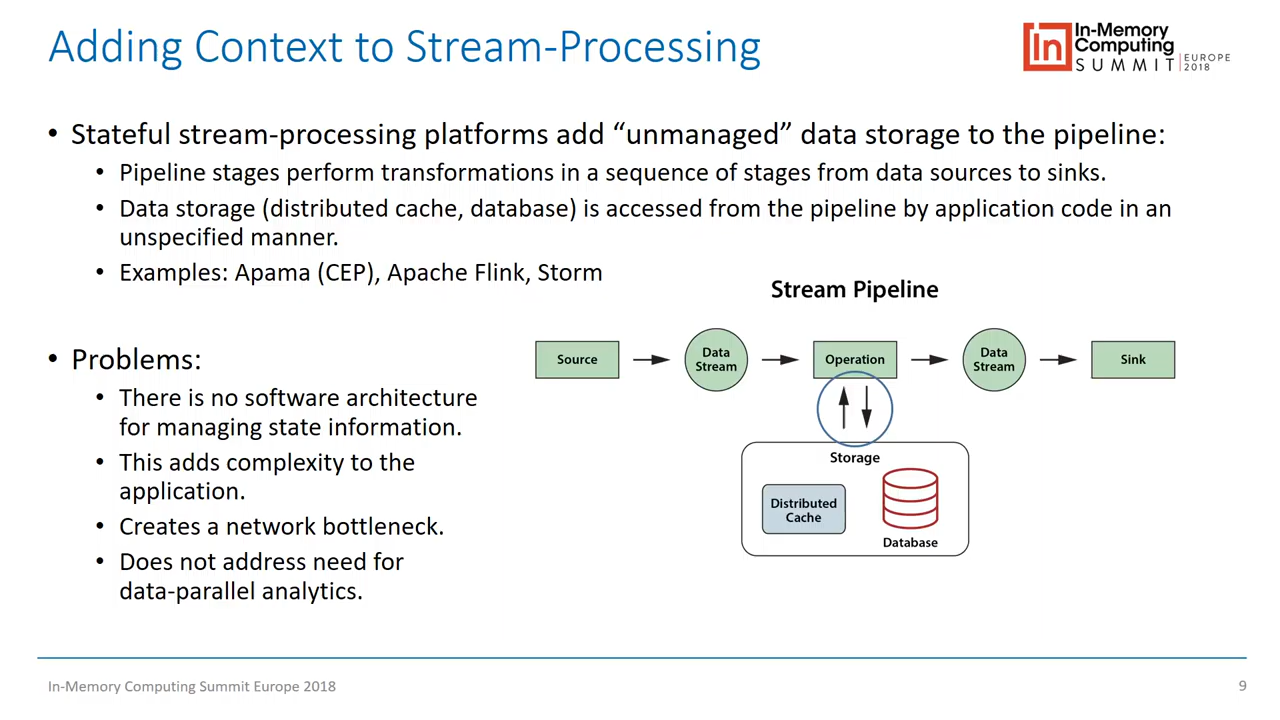 Adding Context to Stream-Processing
In-Memory
Computing
SUMMIT
EUROPE
2018
• Stateful stream-processing platforms add “unmanaged” data storage to the pipeline:
• Pipeline stages perform transformations in a sequence of stages from data sources to sinks.
• Data storage (distributed cache, database) is accessed from the pipeline by application code in an
unspecified manner.
• Examples: Apama (CEP), Apache Flink, Storm
• Problems:
• There is no software architecture
for managing state information.
• This adds complexity to the
application.
• Creates a network bottleneck.
• Does not address need for
data-parallel analytics.
Stream Pipeline
Source
Data
Stream
Operation
Data
Stream
Sink
Storage
Distributed
Cache
Database
In-Memory Computing Summit Europe 2018
9